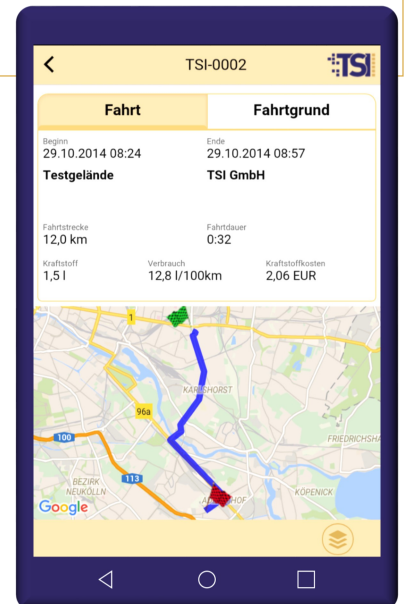 TSI-0002
TSI
Fahrt Fahrtgrund
Beginn Ende
29.10.2014 08:24 29.10.2014 08:57
Testgelände TSI GmbH
Fahrtstrecke Fahrtdauer
12,0 km 0:32
Kraftstoff Verbrauch Kraftstoffkosten
1,5 l 12,8 l/100km 2,06 EUR
1
KARLSHORST
96a
100
FRIEDRICHSHA
113
BEZIRK
NEUKÖLLN
KÖPENICK
Google